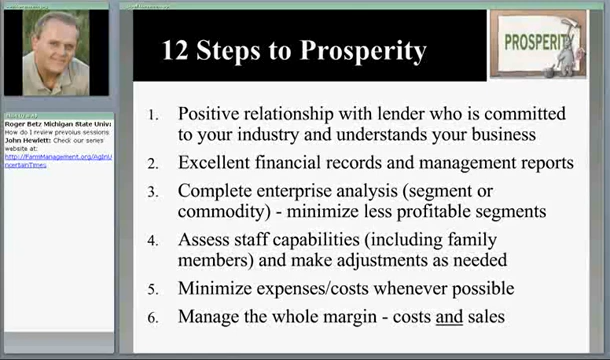 12 Steps to Prosperity
PROSPERIT
Roger Betz Michigan State Univ:
How do I review prevoius sessions
John Hewlett: Check our series
website at:
http://FarmManagement.org/AgInU
ncertainTimes
1. Positive relationship with lender who is committed
to your industry and understands your business
2. Excellent financial records and management reports
3. Complete enterprise analysis (segment or
commodity) - minimize less profitable segments
4. Assess staff capabilities (including family
members) and make adjustments as needed
5. Minimize expenses/costs whenever possible
6. Manage the whole margin - costs and sales